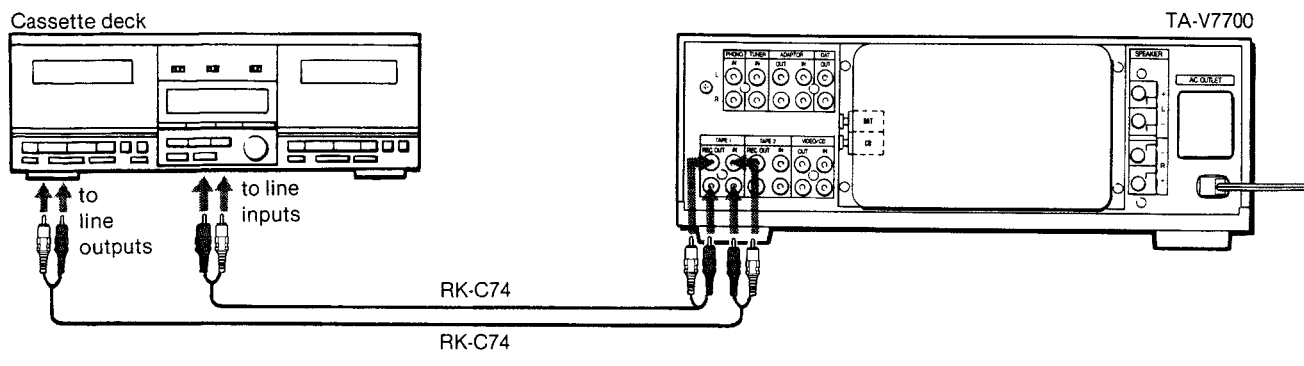 Cassette deck
TA-V7700
PHONO TUNER ADAPTOR DAT
IN IN OUT IN OUT
L
R
SPEAKER
AC OUTLET
+
L
−
DAT
CD
TAPE 1 TAPE 2 VIDEO/CD
REC OUT IN REC OUT IN OUT IN
−
R
+
to
line
outputs
to line
inputs
RK-C74
RK-C74